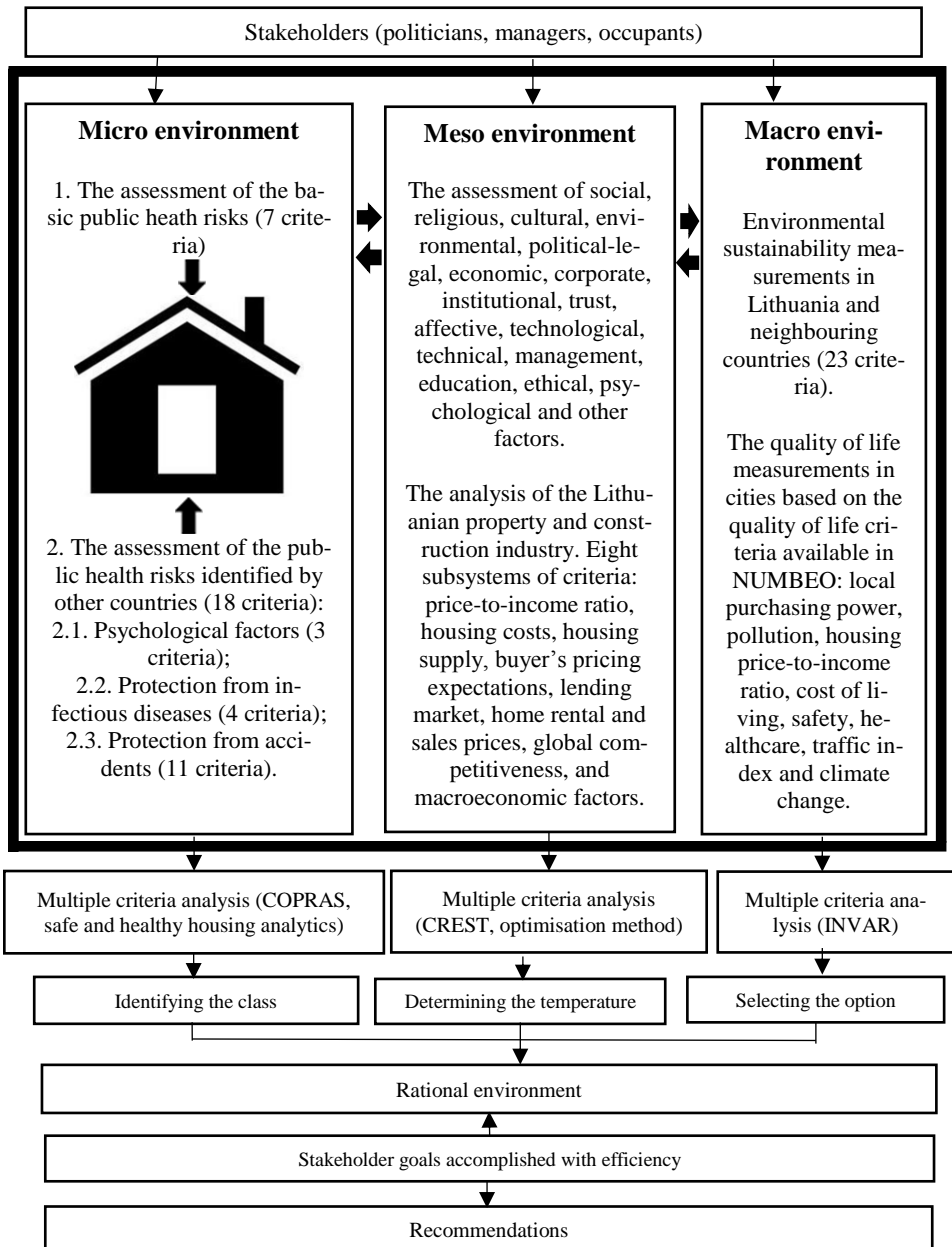 Stakeholders (politicians, managers, occupants)
Micro environment
1. The assessment of the ba-
sic public heath risks (7 crite-
ria)
2. The assessment of the pub-
lic health risks identified by
other countries (18 criteria):
2.1. Psychological factors (3
criteria);
2.2. Protection from in-
fectious diseases (4 criteria);
2.3. Protection from acci-
dents (11 criteria).
Meso environment
The assessment of social,
religious, cultural, envi-
ronmental, political-le-
gal, economic, corporate,
institutional, trust,
affective, technological,
technical, management,
education, ethical, psy-
chological and other
factors.
The analysis of the Lithu-
anian property and const-
ruction industry. Eight
subsystems of criteria:
price-to-income ratio,
housing costs, housing
supply, buyer's pricing
expectations, lending
market, home rental and
sales prices, global com-
petitiveness, and
macroeconomic factors.
Macro envi-
ronment
Environmental
sustainability mea-
surements in
Lithuania and
neighbouring
countries (23 crite-
ria).
The quality of life
measurements in
cities based on the
quality of life cri-
teria available in
NUMBEO: local
purchasing power,
pollution, housing
price-to-income
ratio, cost of li-
ving, safety, he-
althcare, traffic in-
dex and climate
change.
Multiple criteria analysis (COPRAS,
safe and healthy housing analytics)
Multiple criteria analysis
(CREST, optimisation method)
Multiple criteria ana-
lysis (INVAR)
Identifying the class
Determining the temperature
Selecting the option
Rational environment
Stakeholder goals accomplished with efficiency
Recommendations